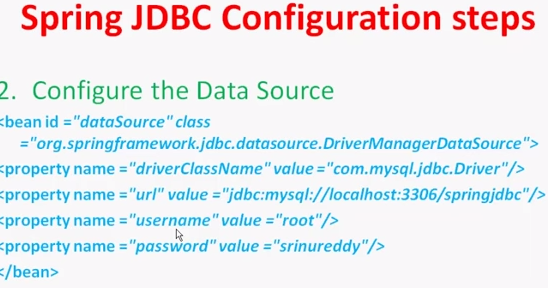 Spring JDBC Configuration steps
2. Configure the Data Source
<bean id ="dataSource" class
="org.springframework.jdbc.datasource.DriverManagerDataSource">
<property name ="driverClassName" value ="com.mysql.jdbc.Driver"/>
<property name ="url" value ="jdbc:mysql://localhost:3306/springjdbc"/>
<property name ="username" value ="root"/>
<property name ="password" value ="srinureddy"/>
</bean>